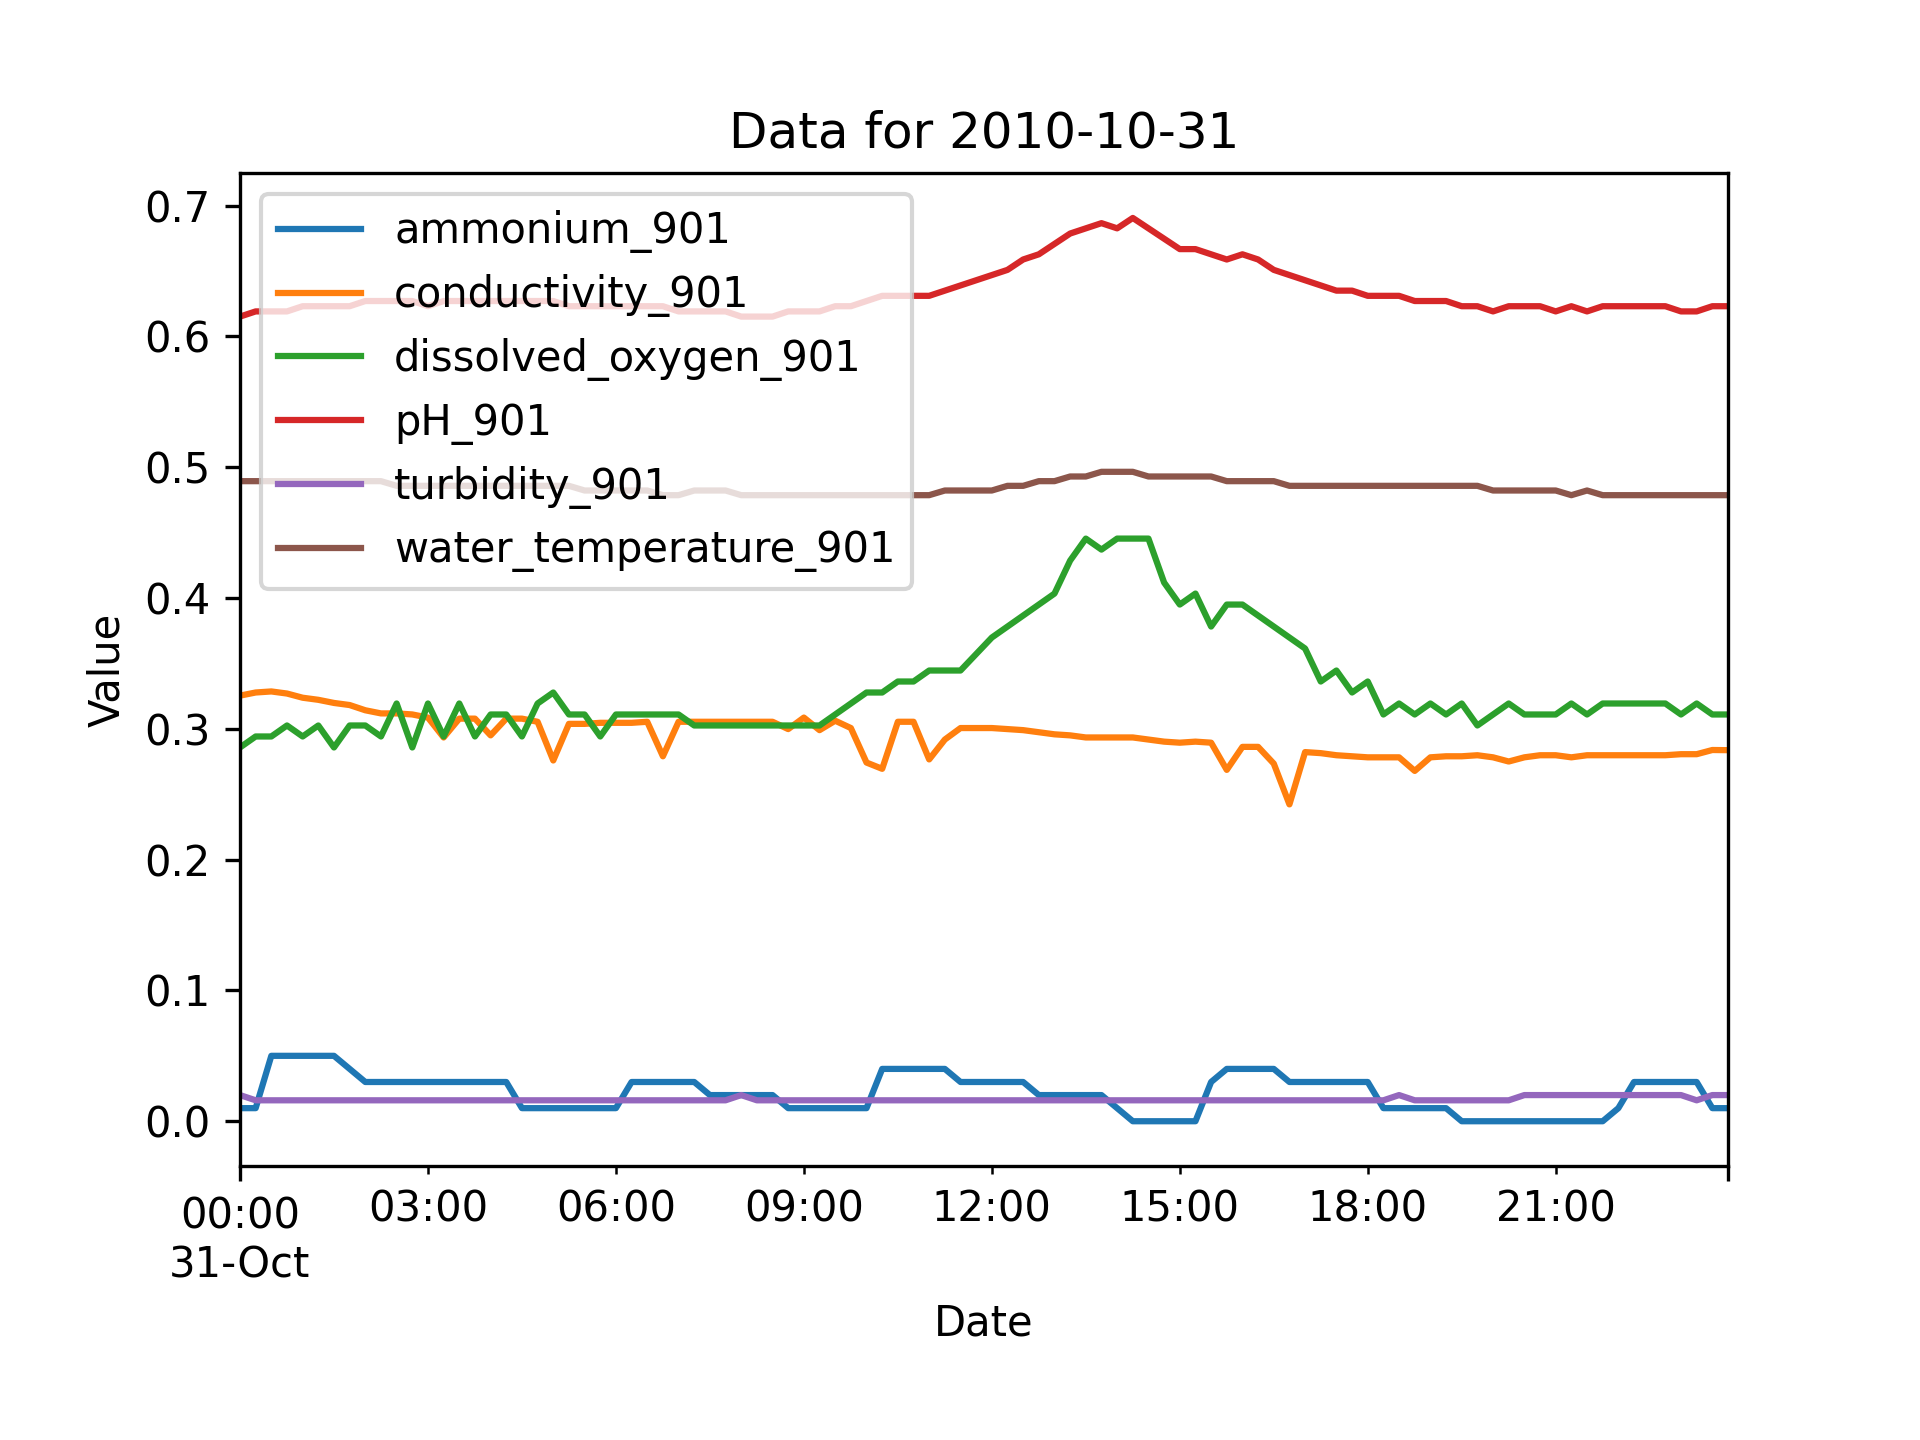 Data for 2010-10-31
0.7
0.6
0.5
0.4
0.3
0.2
0.1
0.0
Value
ammonium_901
conductivity_901
dissolved_oxygen_901
pH_901
turbidity_901
water_temperature_901
00:00 03:00 06:00 09:00 12:00 15:00 18:00 21:00
31-Oct
Date